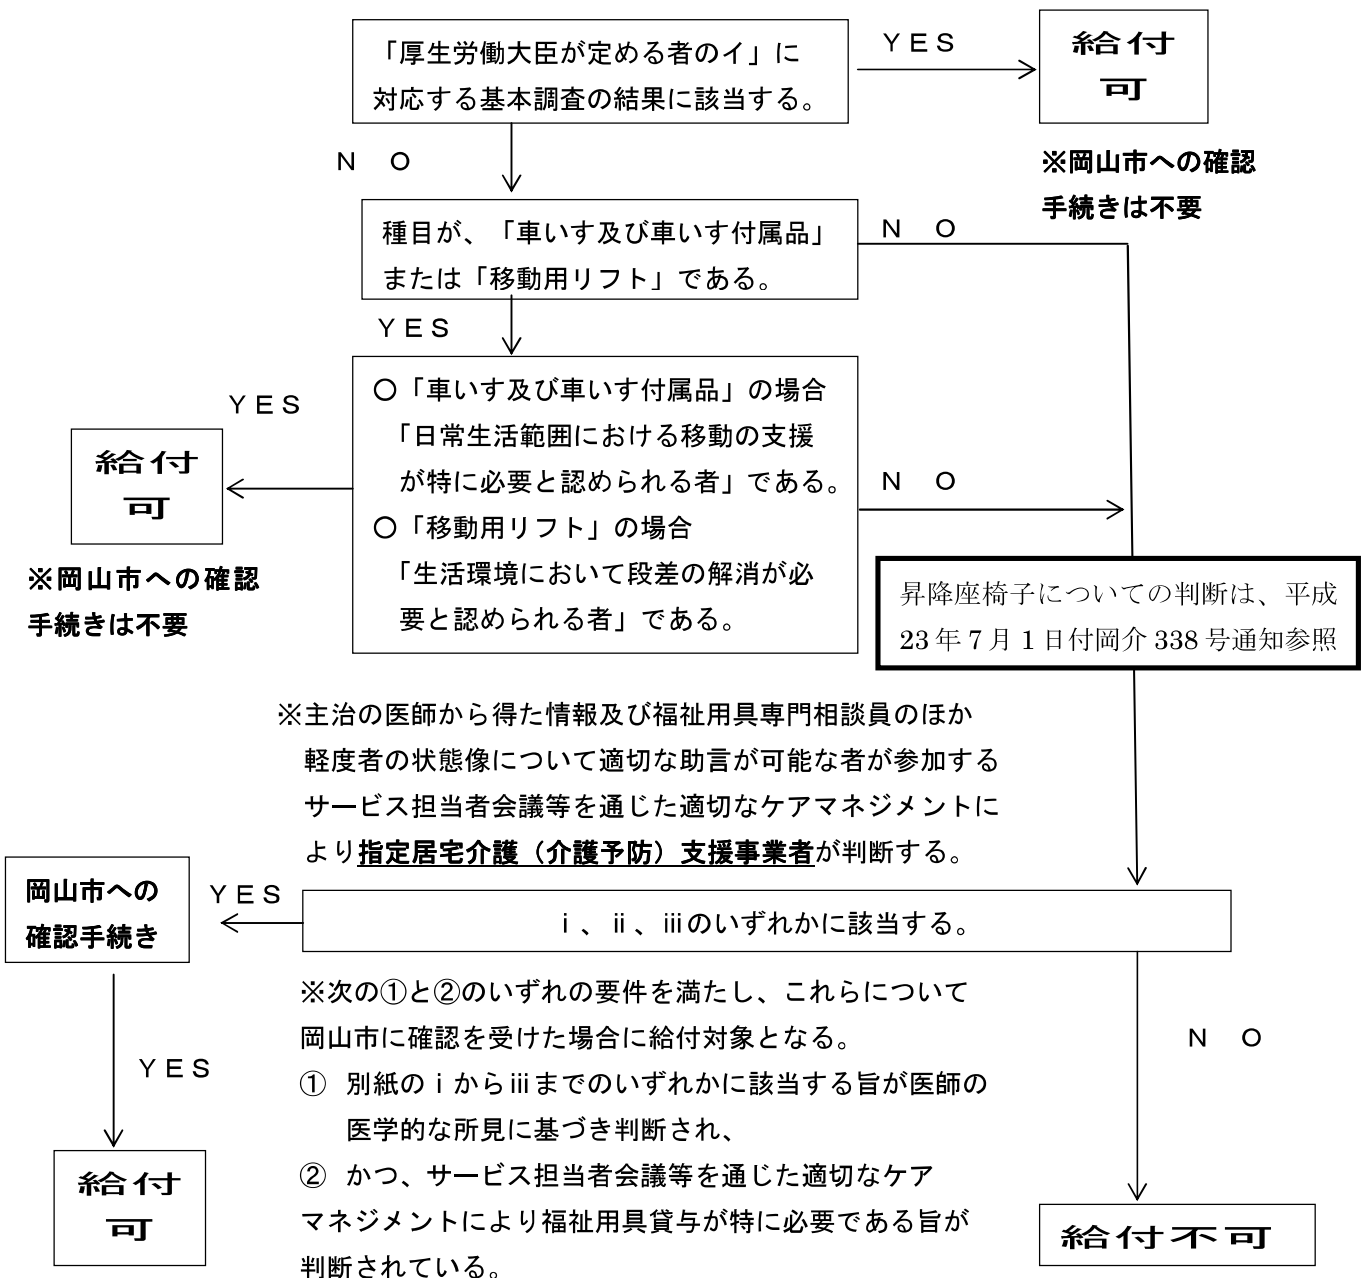 「厚生労働大臣が定める者のイ」に
対応する基本調査の結果に該当する。
ＹＥＳ
給付
可
※岡山市への確認
手続きは不要
Ｎ　Ｏ
種目が、「車いす及び車いす付属品」
または「移動用リフト」である。
Ｎ　Ｏ
ＹＥＳ
○「車いす及び車いす付属品」の場合
「日常生活範囲における移動の支援
が特に必要と認められる者」である。
○「移動用リフト」の場合
「生活環境において段差の解消が必
要と認められる者」である。
ＹＥＳ
給付
可
※岡山市への確認
手続きは不要
Ｎ　Ｏ
昇降座椅子についての判断は、平成
23 年 7 月 1 日付岡介 338 号通知参照
※主治の医師から得た情報及び福祉用具専門相談員のほか
軽度者の状態像について適切な助言が可能な者が参加する
サービス担当者会議等を通じた適切なケアマネジメントに
より指定居宅介護（介護予防）支援事業者が判断する。
ⅰ、ⅱ、ⅲのいずれかに該当する。
ＹＥＳ
岡山市への
確認手続き
ＹＥＳ
給付
可
※次の①と②のいずれの要件を満たし、これらについて
岡山市に確認を受けた場合に給付対象となる。
①　別紙のⅰからⅲまでのいずれかに該当する旨が医師の
医学的な所見に基づき判断され、
②　かつ、サービス担当者会議等を通じた適切なケア
マネジメントにより福祉用具貸与が特に必要である旨が
判断されている。
Ｎ　Ｏ
給付不可